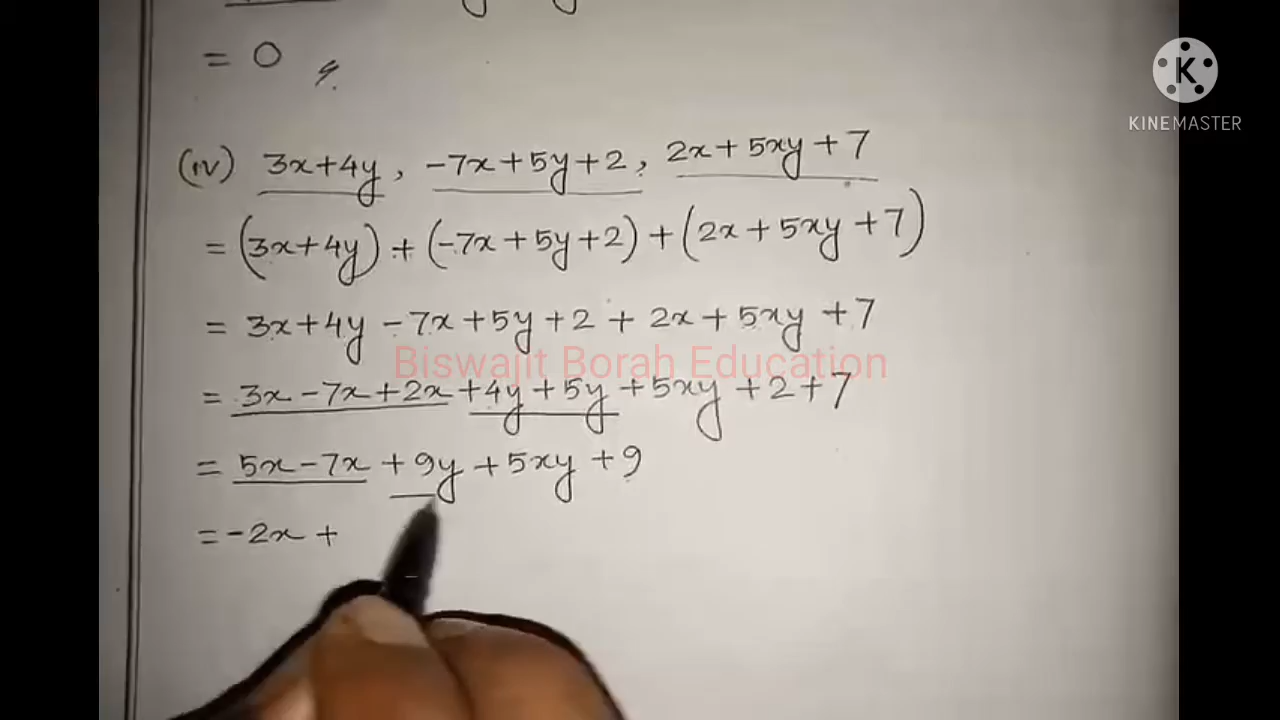 = 0
KINEMASTER
(iv) 3x+4y, -7x+5y+2, 2x+5xy+7
= (3x+4y) + (-7x+5y+2) + (2x+5xy+7)
= 3x+4y - 7x+5y+2 + 2x+5xy+7
Biswajit Borah Education
= 3x-7x+2x+4y+5y+5xy+2+7
= 5x-7x+9y+5xy+9
= -2x+